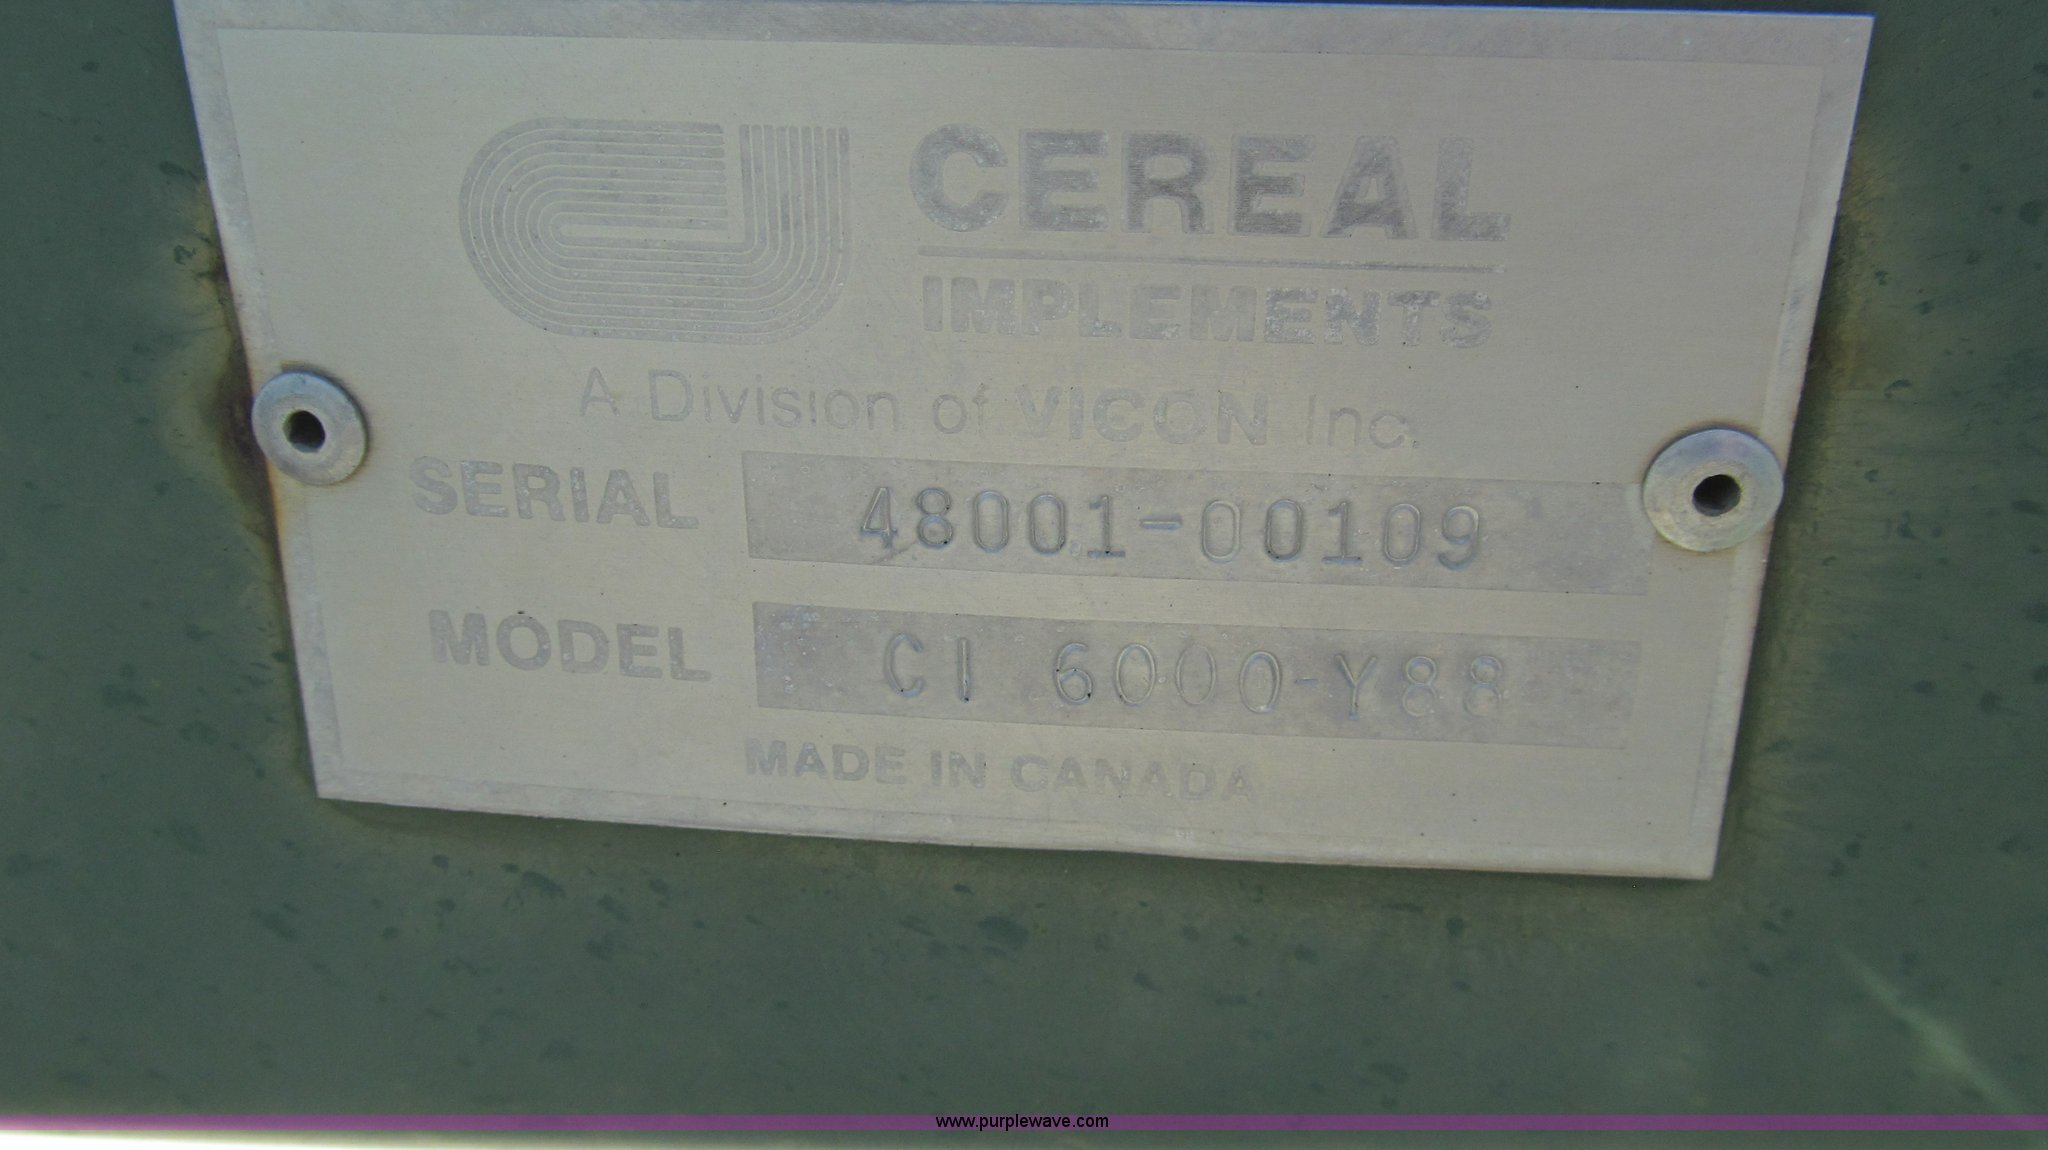 CEREAL
IMPLEMENTS
A Division of VICON Inc.
SERIAL 48001-00109
MODEL CI 6000-Y88
MADE IN CANADA
www.purplewave.com